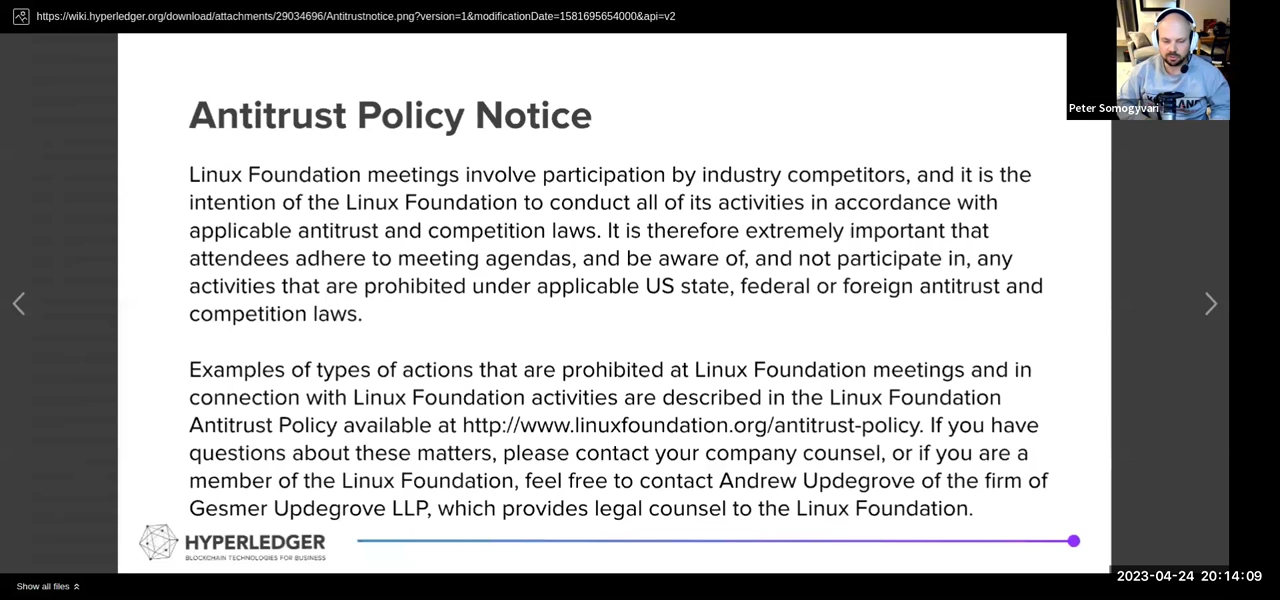 https://wiki.hyperledger.org/download/attachments/29034696/Antitrustnotice.png?version=1&modificationDate=1581695654000&api=v2
Peter Somogyvari
Antitrust Policy Notice
Linux Foundation meetings involve participation by industry competitors, and it is the
intention of the Linux Foundation to conduct all of its activities in accordance with
applicable antitrust and competition laws. It is therefore extremely important that
attendees adhere to meeting agendas, and be aware of, and not participate in, any
activities that are prohibited under applicable US state, federal or foreign antitrust and
competition laws.
Examples of types of actions that are prohibited at Linux Foundation meetings and in
connection with Linux Foundation activities are described in the Linux Foundation
Antitrust Policy available at http://www.linuxfoundation.org/antitrust-policy. If you have
questions about these matters, please contact your company counsel, or if you are a
member of the Linux Foundation, feel free to contact Andrew Updegrove of the firm of
Gesmer Updegrove LLP, which provides legal counsel to the Linux Foundation.
HYPERLEDGER
BLOCKCHAIN TECHNOLOGIES FOR BUSINESS
2023-04-24 20:14:09
Show all files